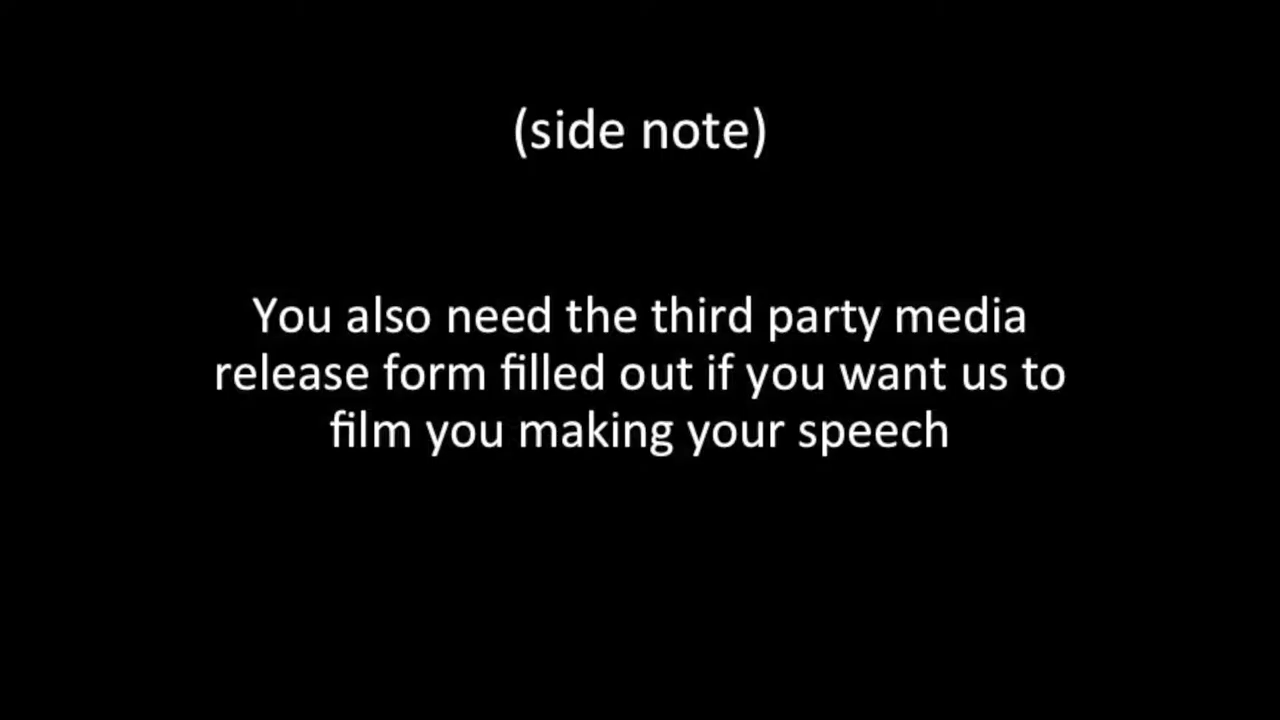 (side note)
You also need the third party media
release form filled out if you want us to
film you making your speech